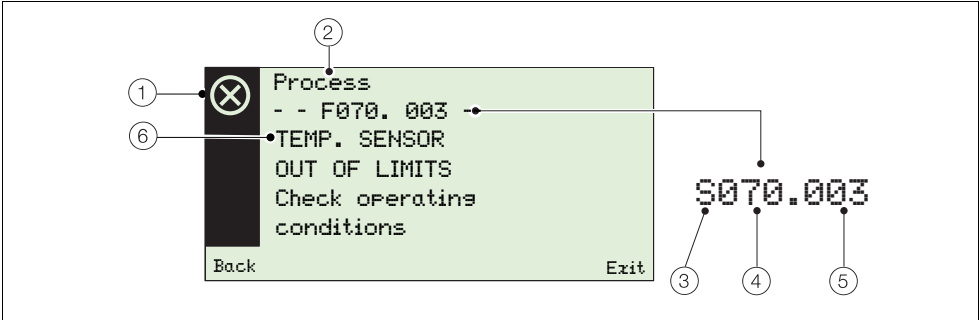 2
Process
1
- - F070. 003 -
6
TEMP. SENSOR
OUT OF LIMITS
Check operating
conditions
Back
Exit
S070.003
3
4
5